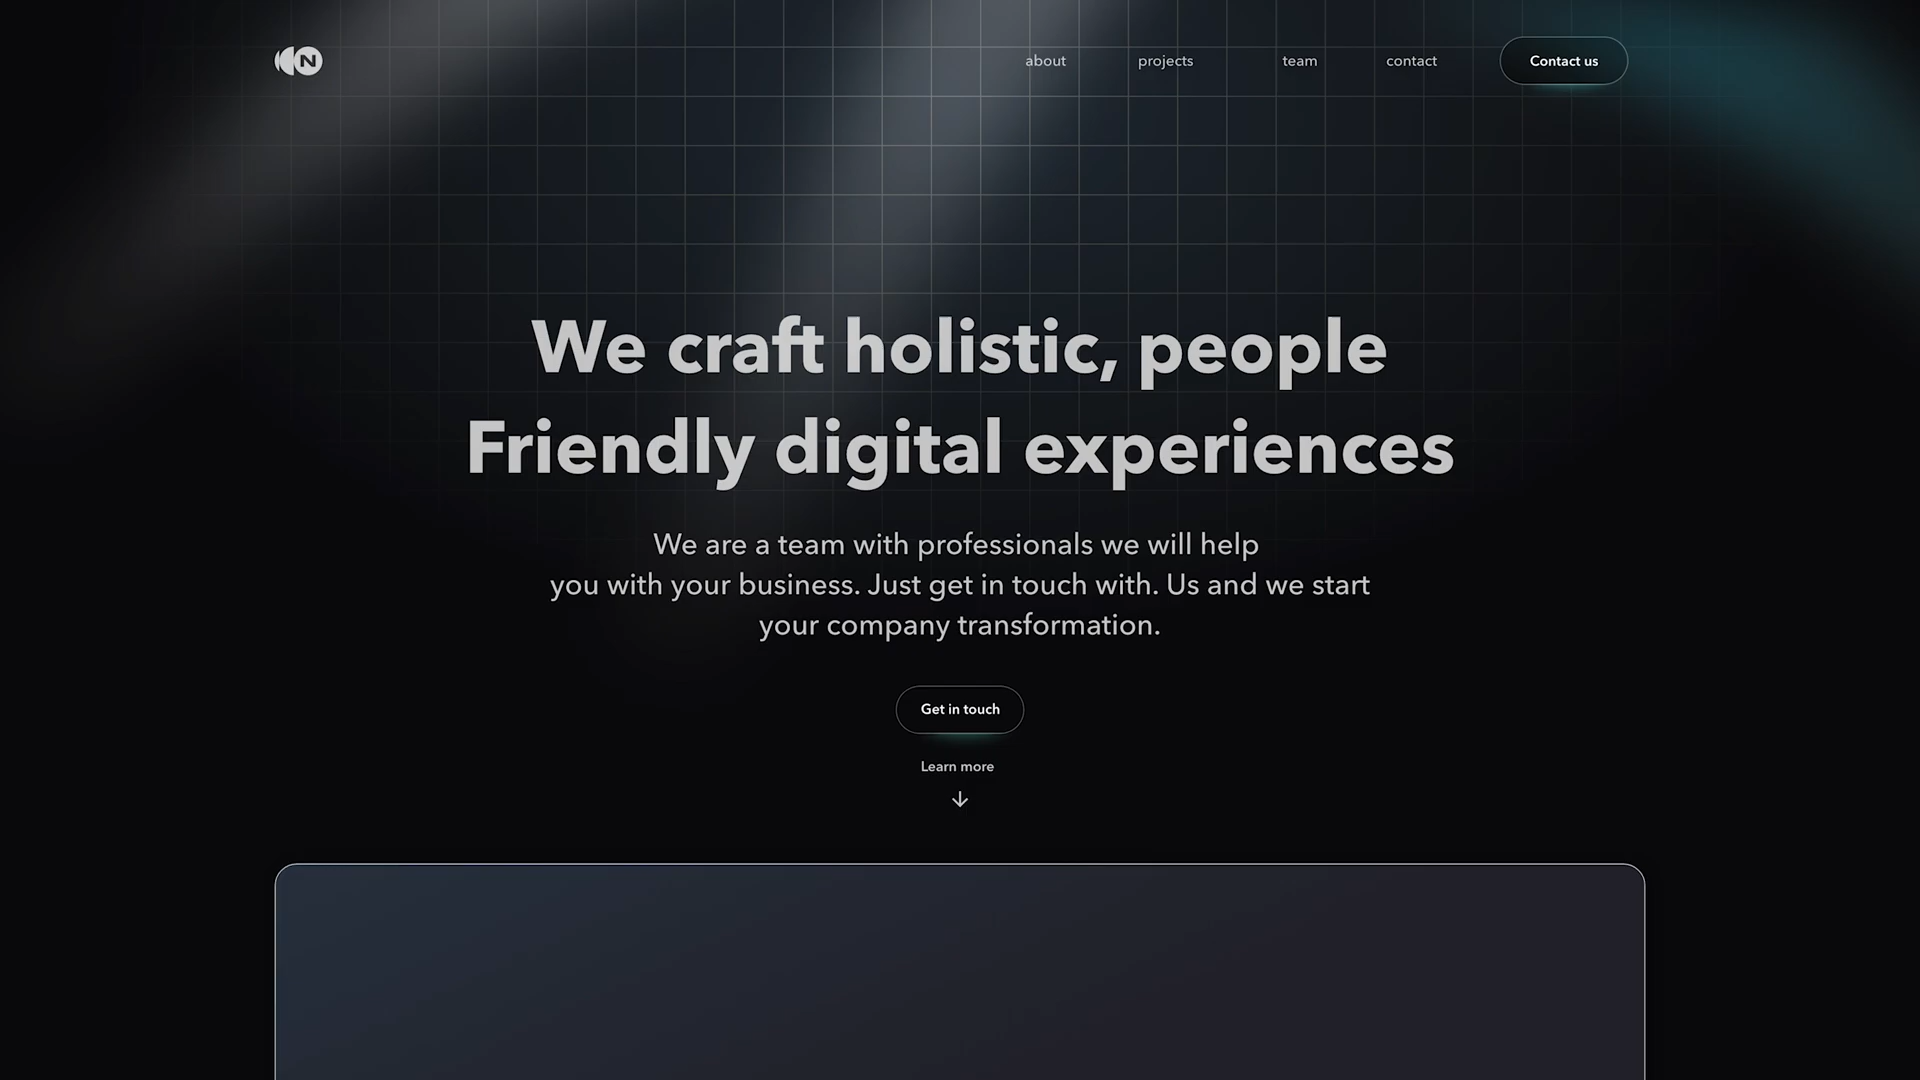 N
about projects team contact Contact us
We craft holistic, people
Friendly digital experiences
We are a team with professionals we will help
you with your business. Just get in touch with. Us and we start
your company transformation.
Get in touch
Learn more